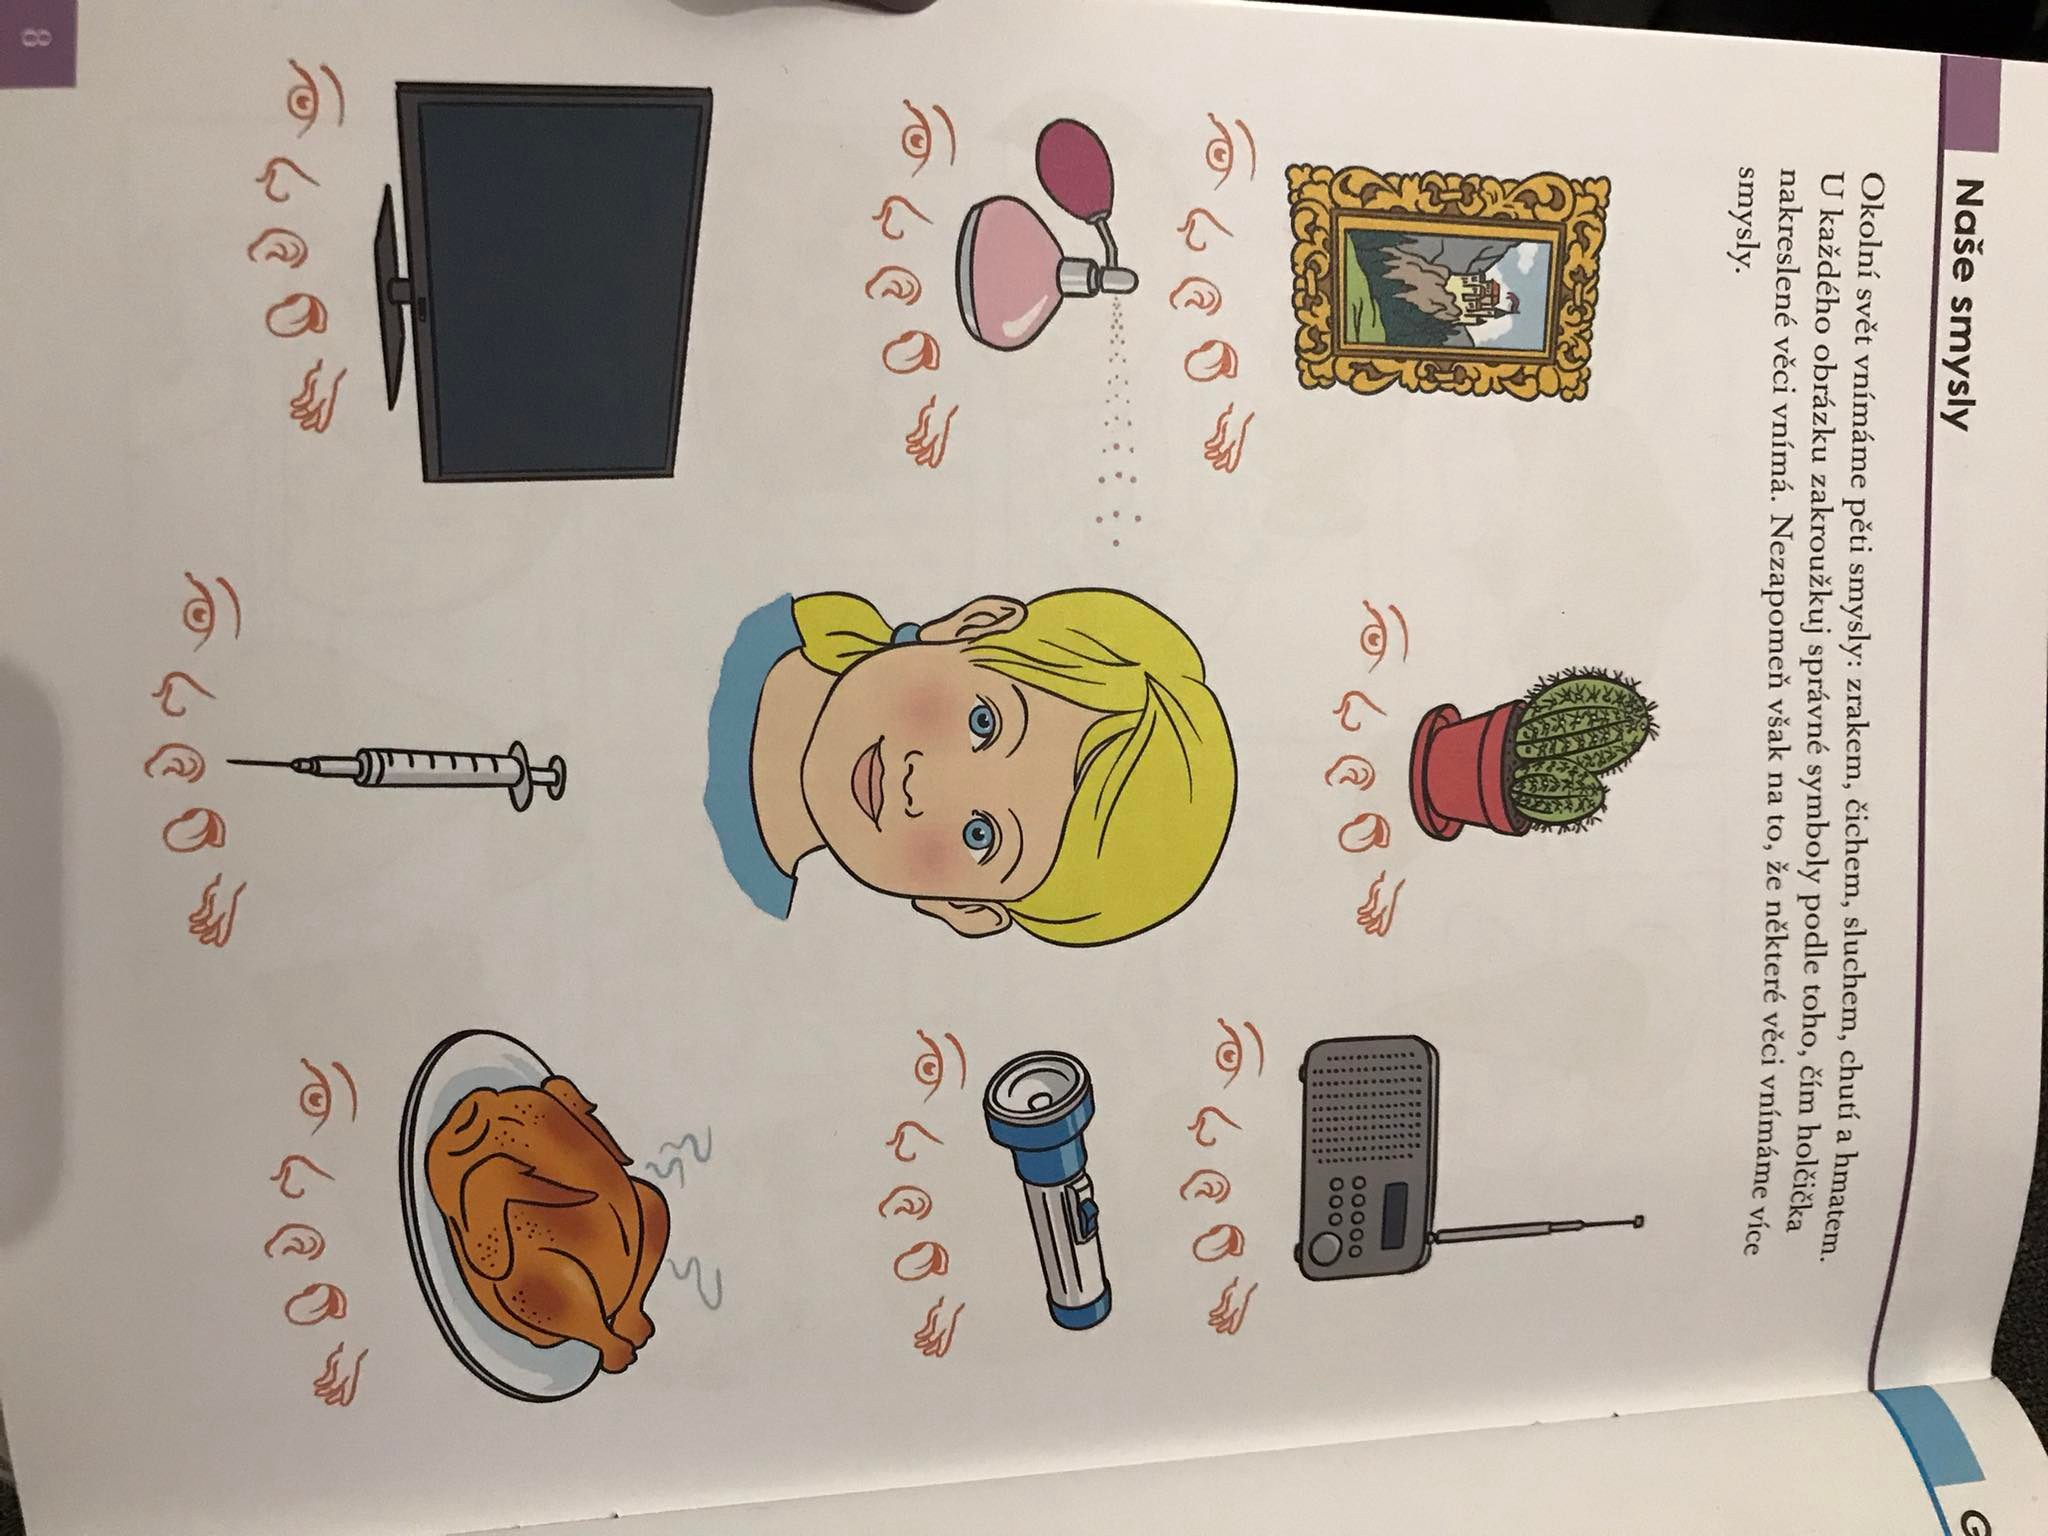 Naše smysly
Okolní svět vnímáme pěti smysly: zrakem, čichem, sluchem, chutí a hmatem.
U každého obrázku zakroužkuj správné symboly podle toho, čím holčička
nakreslené věci vnímá. Nezapomeň však na to, že některé věci vnímáme více
smysly.
8
G